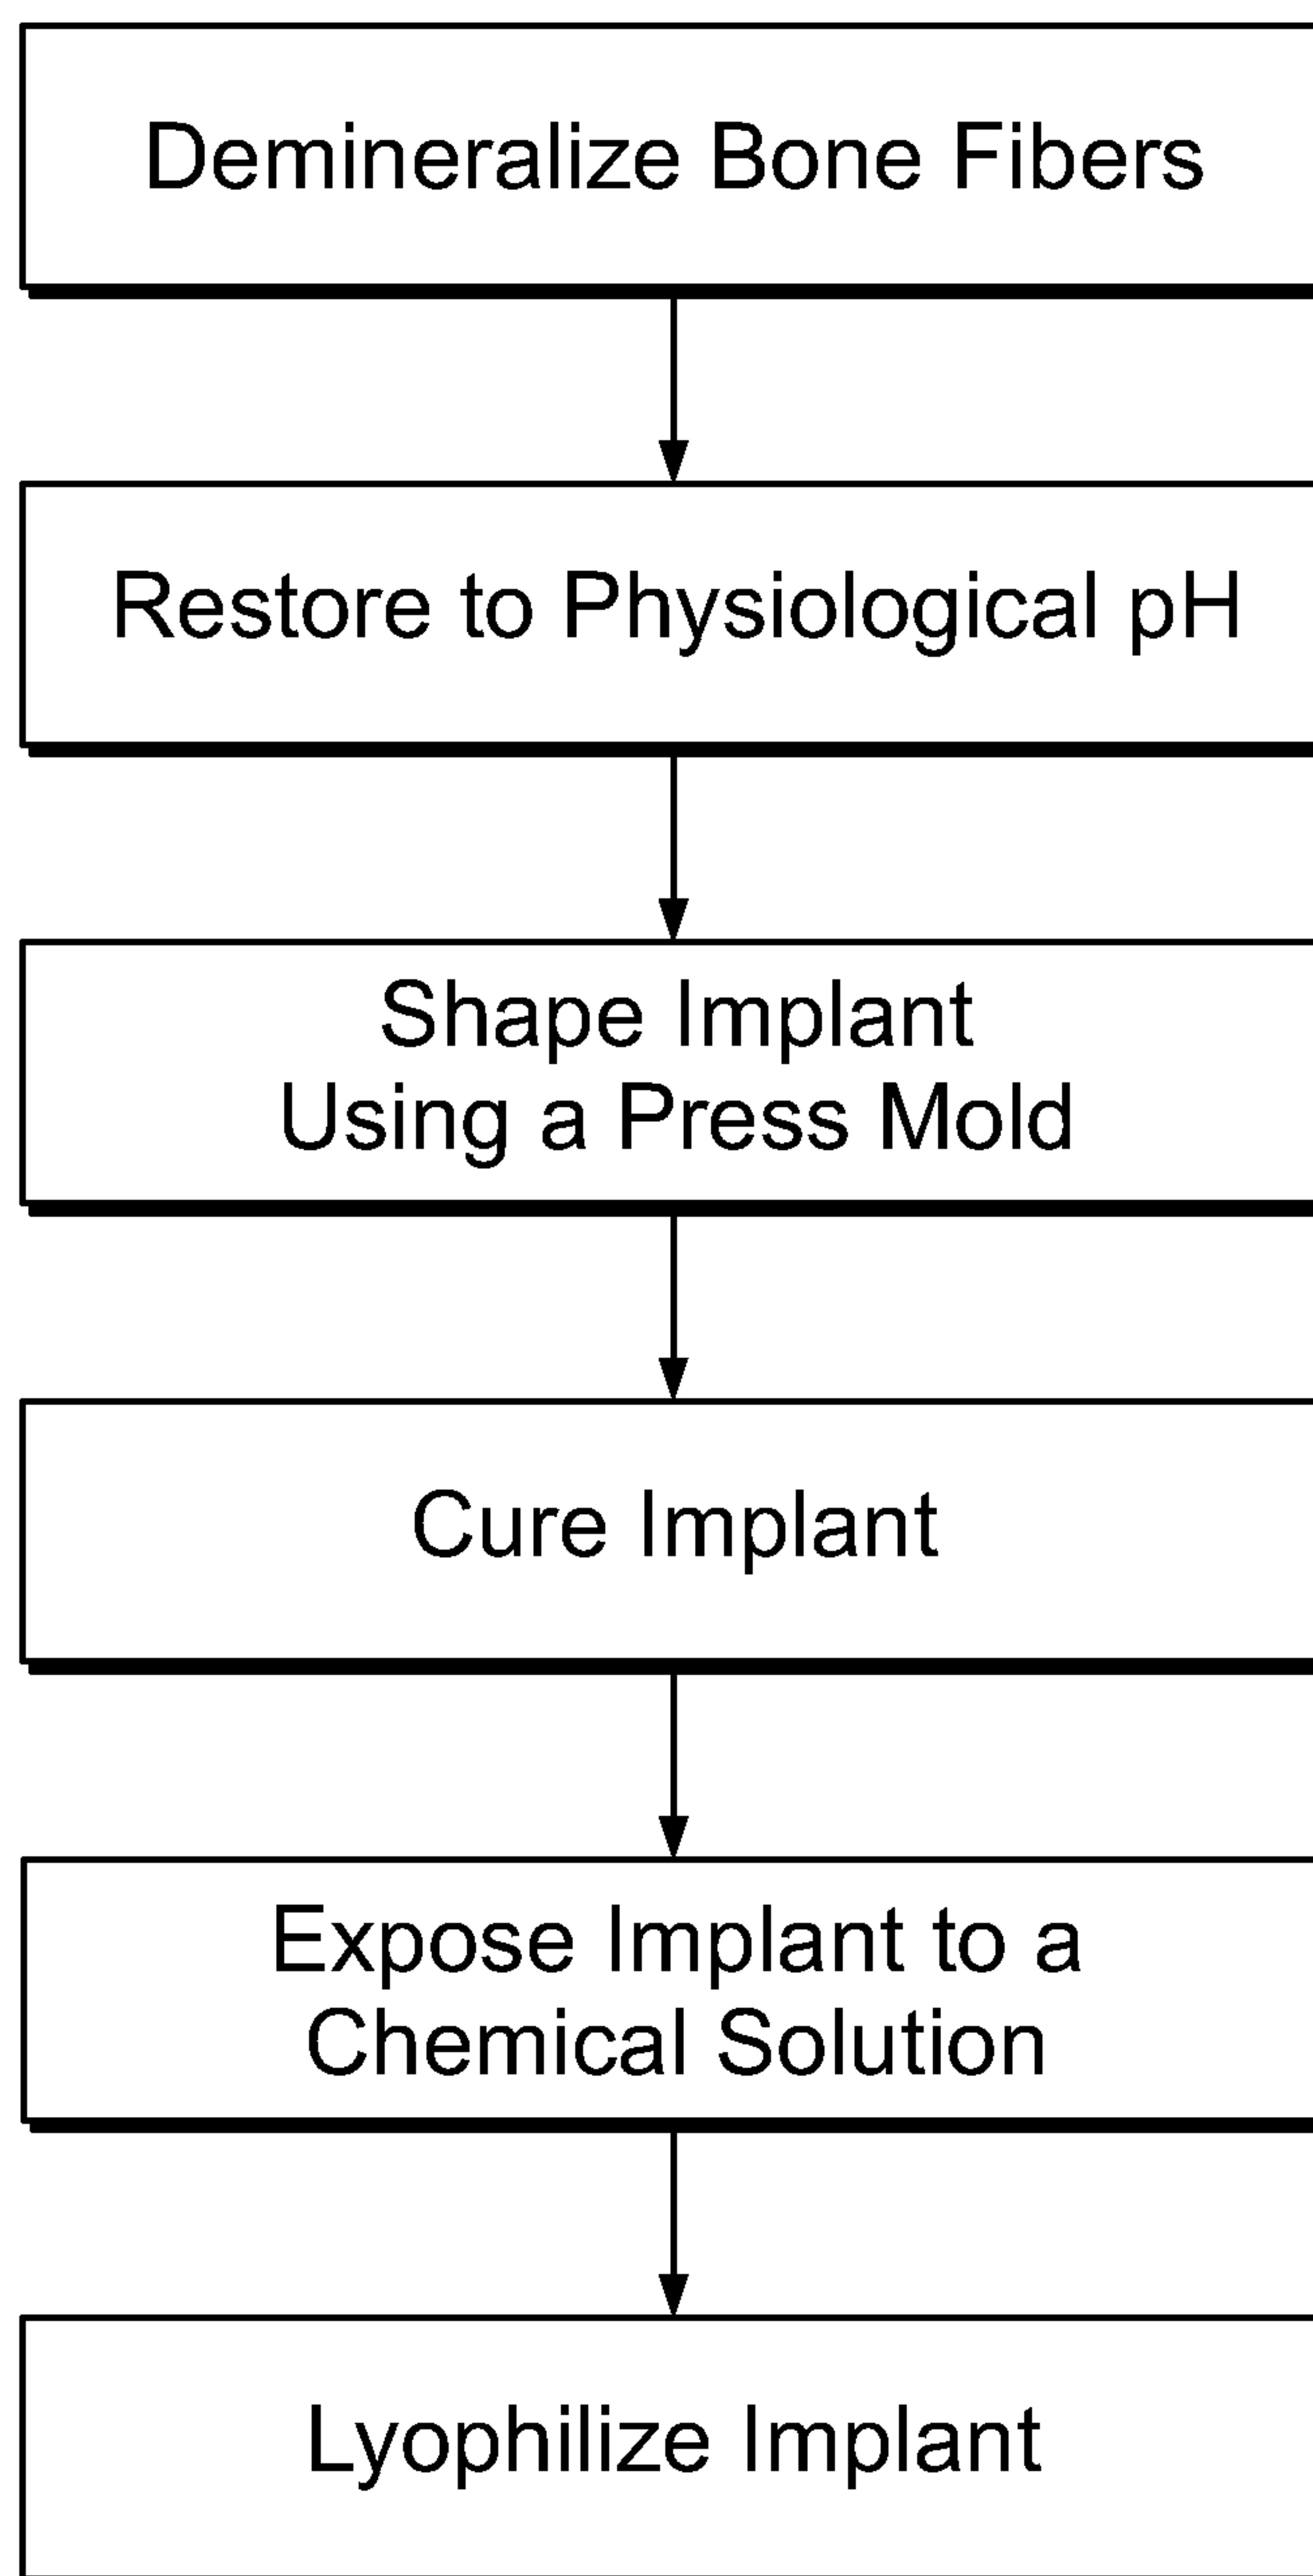 Demineralize Bone Fibers
Restore to Physiological pH
Shape Implant
Using a Press Mold
Cure Implant
Expose Implant to a
Chemical Solution
Lyophilize Implant